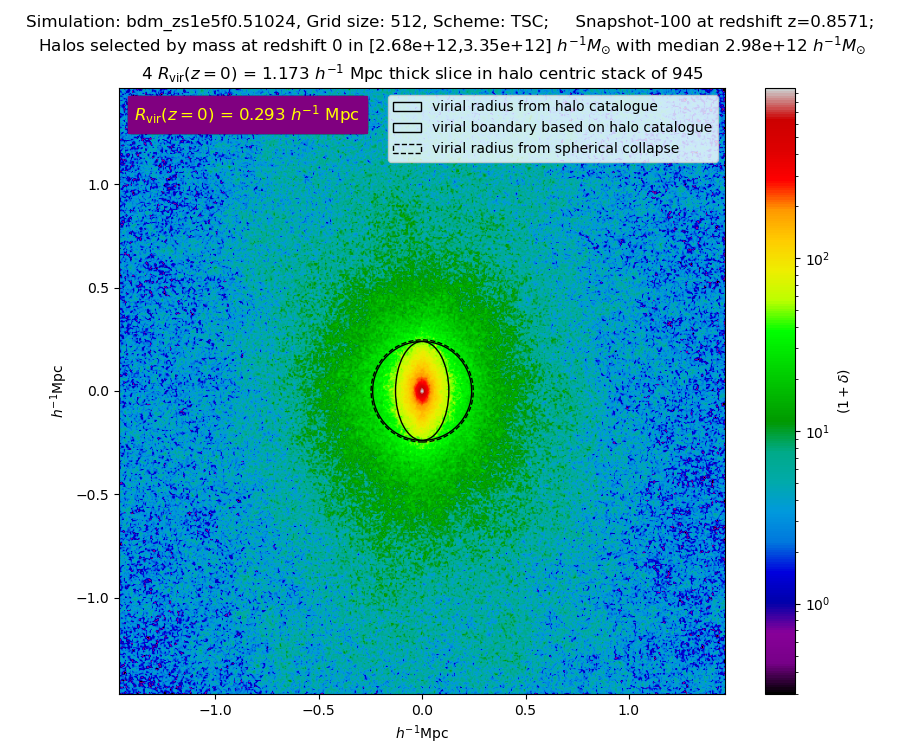 Simulation: bdm_zs1e5f0.51024, Grid size: 512, Scheme: TSC; Snapshot-100 at redshift z=0.8571;
Halos selected by mass at redshift 0 in [2.68e+12,3.35e+12] h⁻¹M⊙ with median 2.98e+12 h⁻¹M⊙
4 Rvir(z = 0) = 1.173 h⁻¹ Mpc thick slice in halo centric stack of 945
Rvir(z = 0) = 0.293 h⁻¹ Mpc
virial radius from halo catalogue
virial boundary based on halo catalogue
virial radius from spherical collapse
1.0
0.5
0.0
−0.5
−1.0
h⁻¹Mpc
−1.0 −0.5 0.0 0.5 1.0
h⁻¹Mpc
10²
10¹
10⁰
(1 + δ)